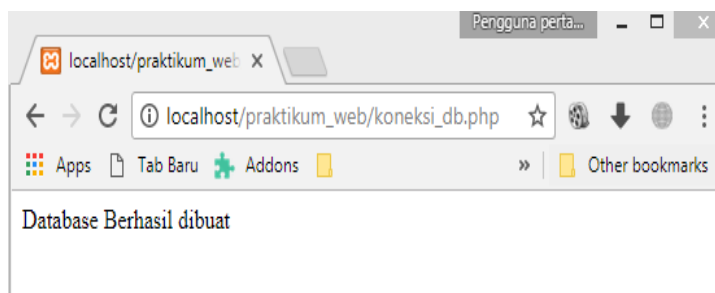 Pengguna perta...
localhost/praktikum_web
localhost/praktikum_web/koneksi_db.php
Apps Tab Baru Addons » Other bookmarks
Database Berhasil dibuat